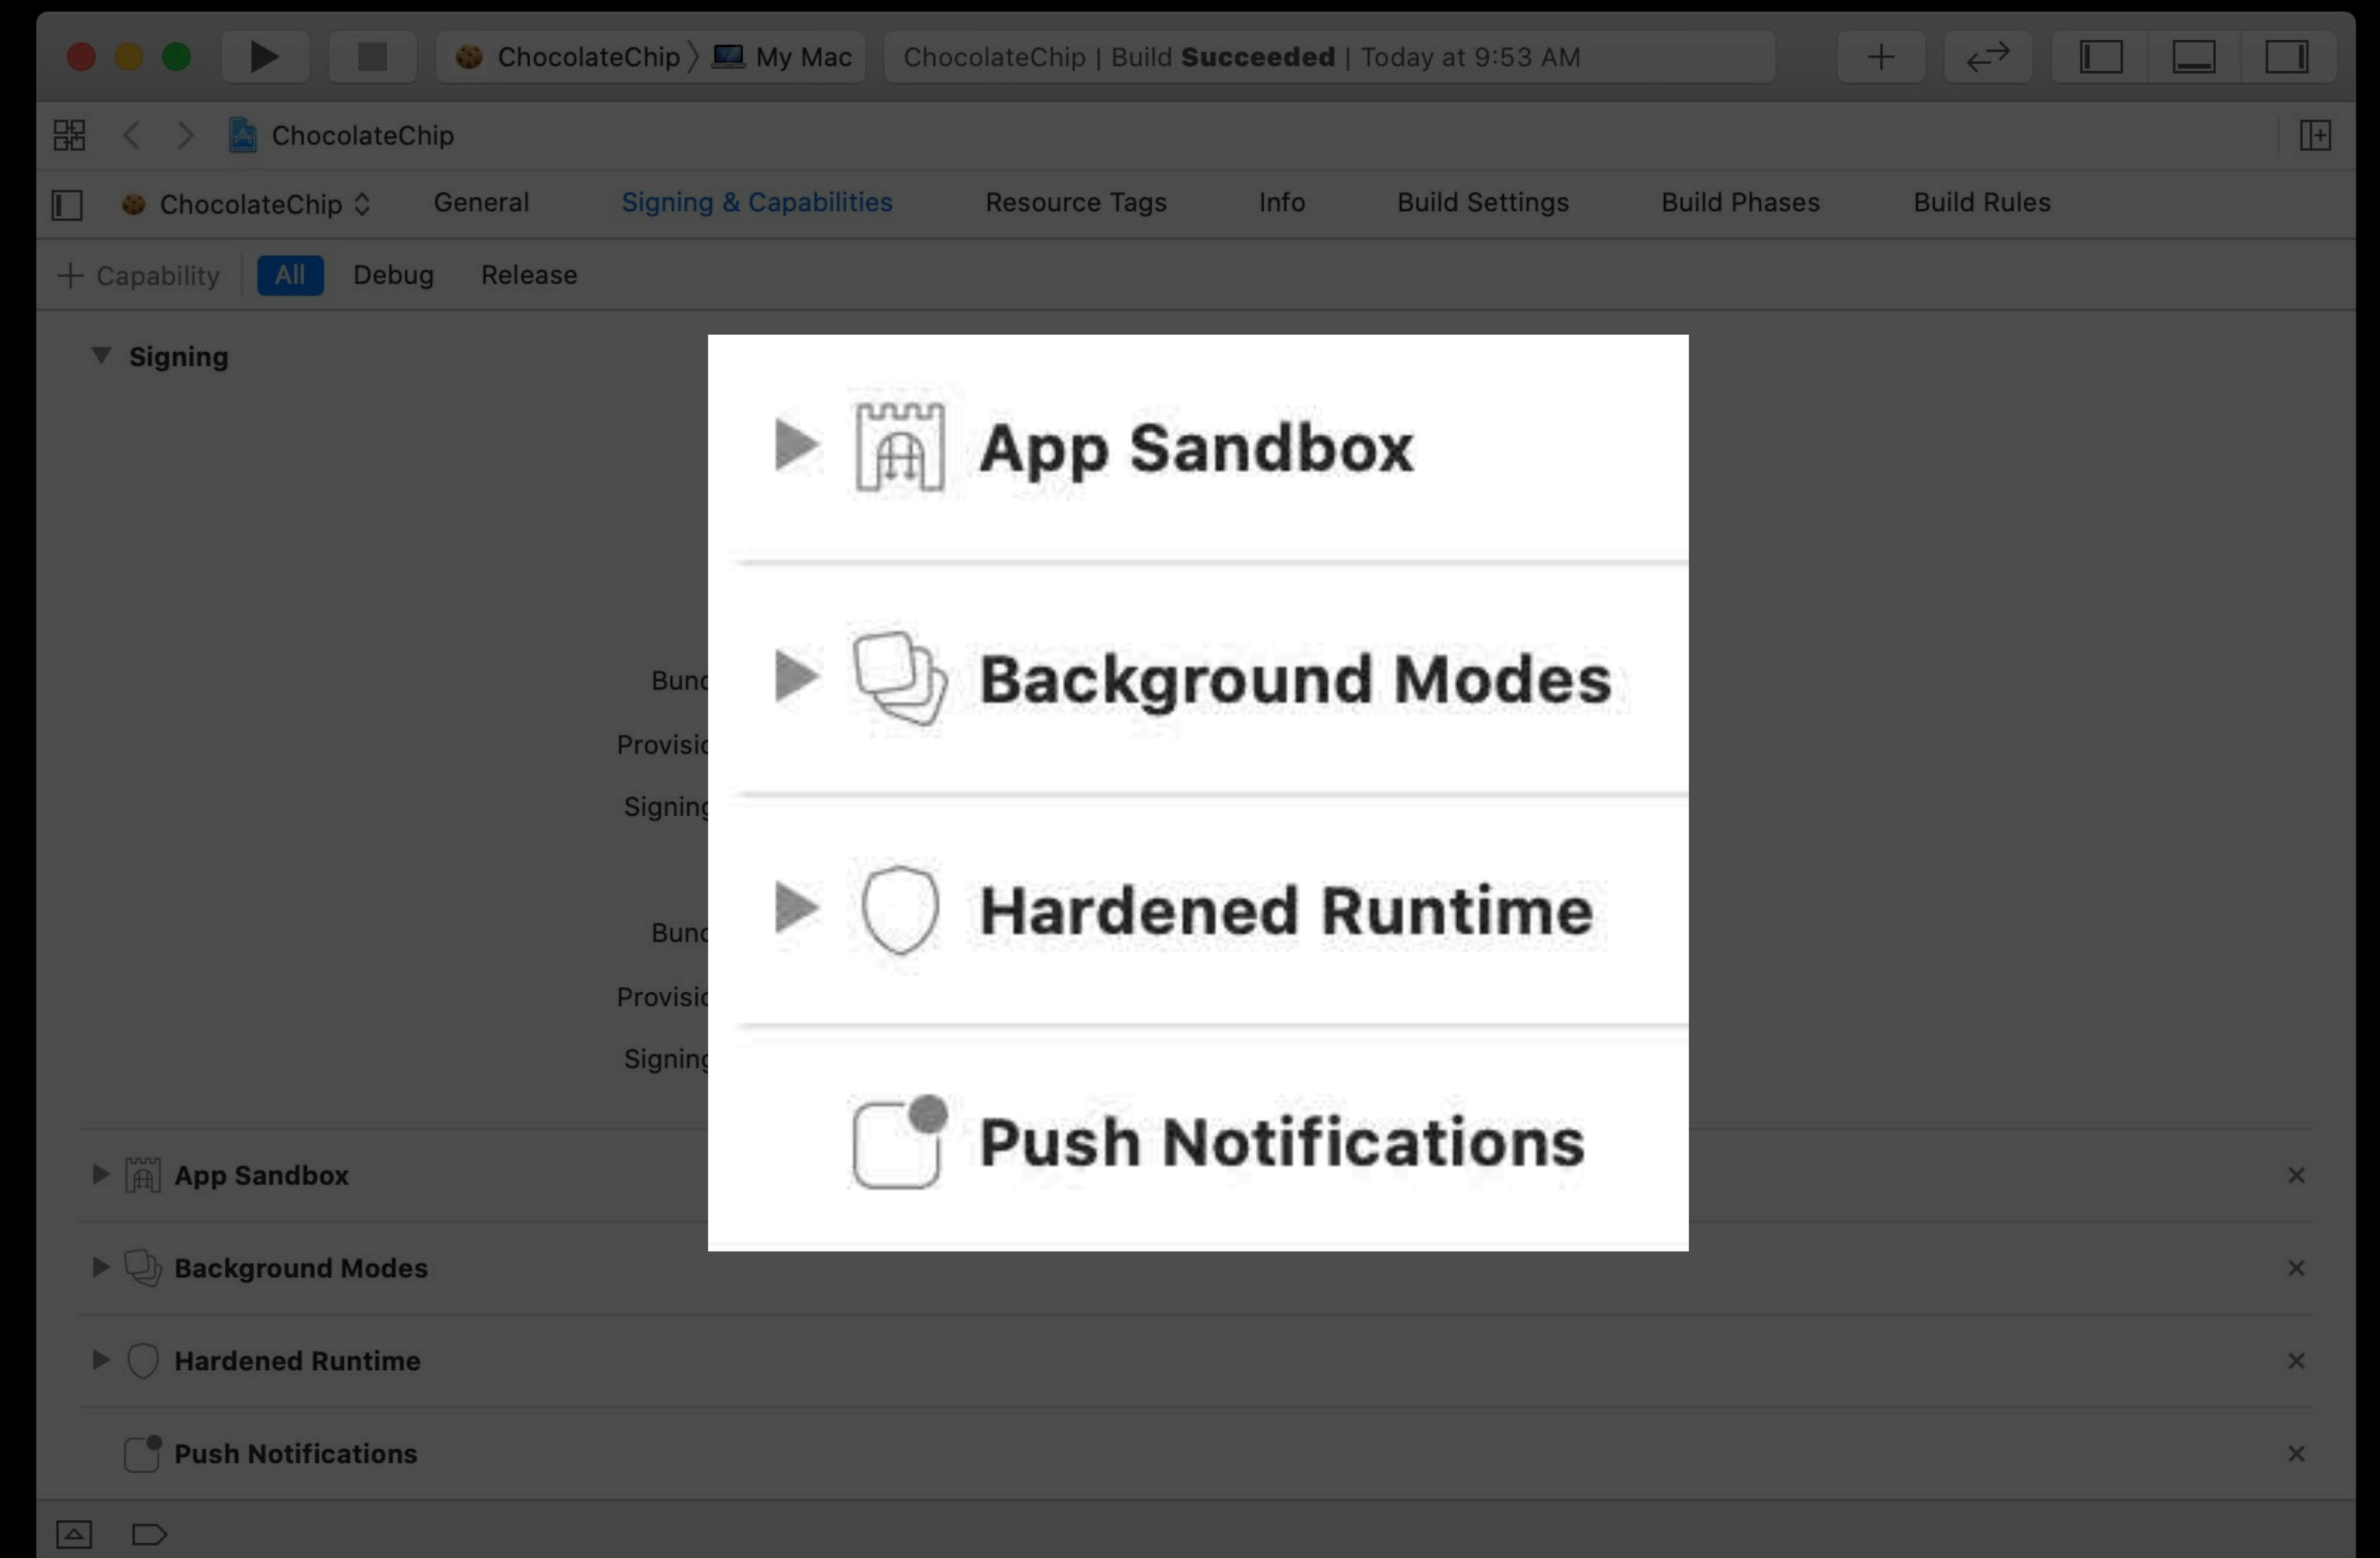 ChocolateChip My Mac ChocolateChip | Build Succeeded | Today at 9:53 AM
ChocolateChip
ChocolateChip General Signing & Capabilities Resource Tags Info Build Settings Build Phases Build Rules
+ Capability All Debug Release
Signing
App Sandbox
Background Modes
Hardened Runtime
Push Notifications
Signing
Signing
App Sandbox
Background Modes
Hardened Runtime
Push Notifications